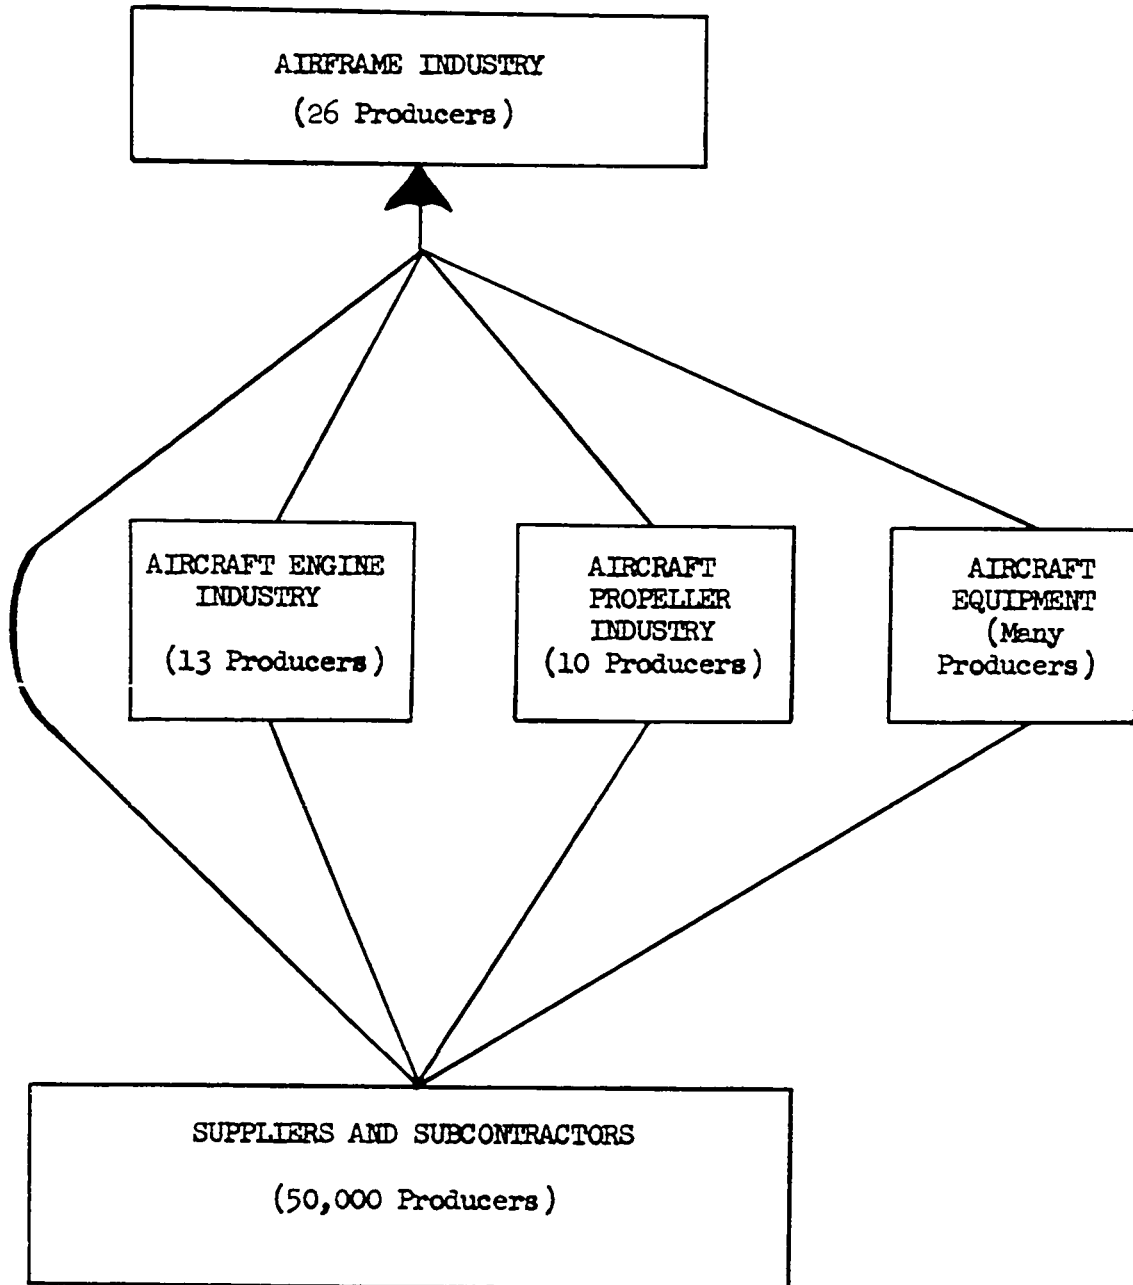 AIRFRAME INDUSTRY
(26 Producers)
AIRCRAFT ENGINE
INDUSTRY
(13 Producers)
AIRCRAFT
PROPELLER
INDUSTRY
(10 Producers)
AIRCRAFT
EQUIPMENT
(Many
Producers)
SUPPLIERS AND SUBCONTRACTORS
(50,000 Producers)